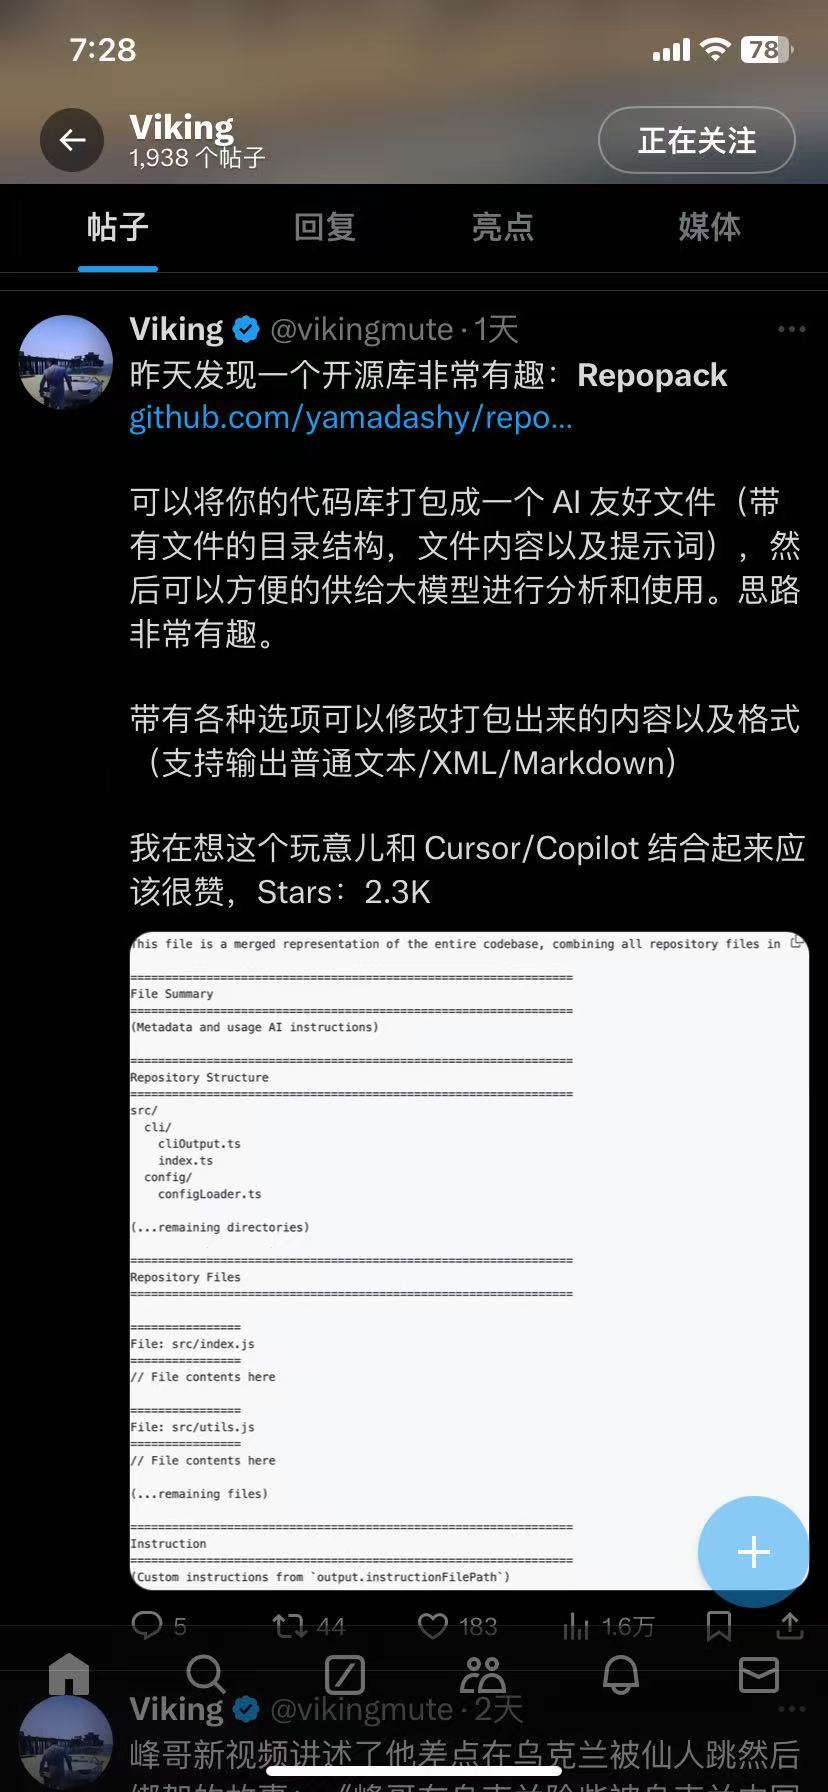 7:28
78
Viking
1,938 个帖子
正在关注
帖子
回复
亮点
媒体
Viking @vikingmute · 1天
昨天发现一个开源库非常有趣：Repopack
github.com/yamadashy/repo...
可以将你的代码库打包成一个 AI 友好文件（带
有文件的目录结构，文件内容以及提示词），然
后可以方便的供给大模型进行分析和使用。思路
非常有趣。
带有各种选项可以修改打包出来的内容以及格式
（支持输出普通文本/XML/Markdown）
我在想这个玩意儿和 Cursor/Copilot 结合起来应
该很赞，Stars：2.3K
This file is a merged representation of the entire codebase, combining all repository files in
================================================================
File Summary
================================================================
(Metadata and usage AI instructions)
================================================================
Repository Structure
================================================================
src/
cli/
cliOutput.ts
index.ts
config/
configLoader.ts
(...remaining directories)
================================================================
Repository Files
================================================================
================
File: src/index.js
================
// File contents here
================
File: src/utils.js
================
// File contents here
(...remaining files)
================================================================
Instruction
================================================================
(Custom instructions from `output.instructionFilePath`)
5
44
183
1.6万
Viking @vikingmute · 2天
峰哥新视频讲述了他差点在乌克兰被仙人跳然后